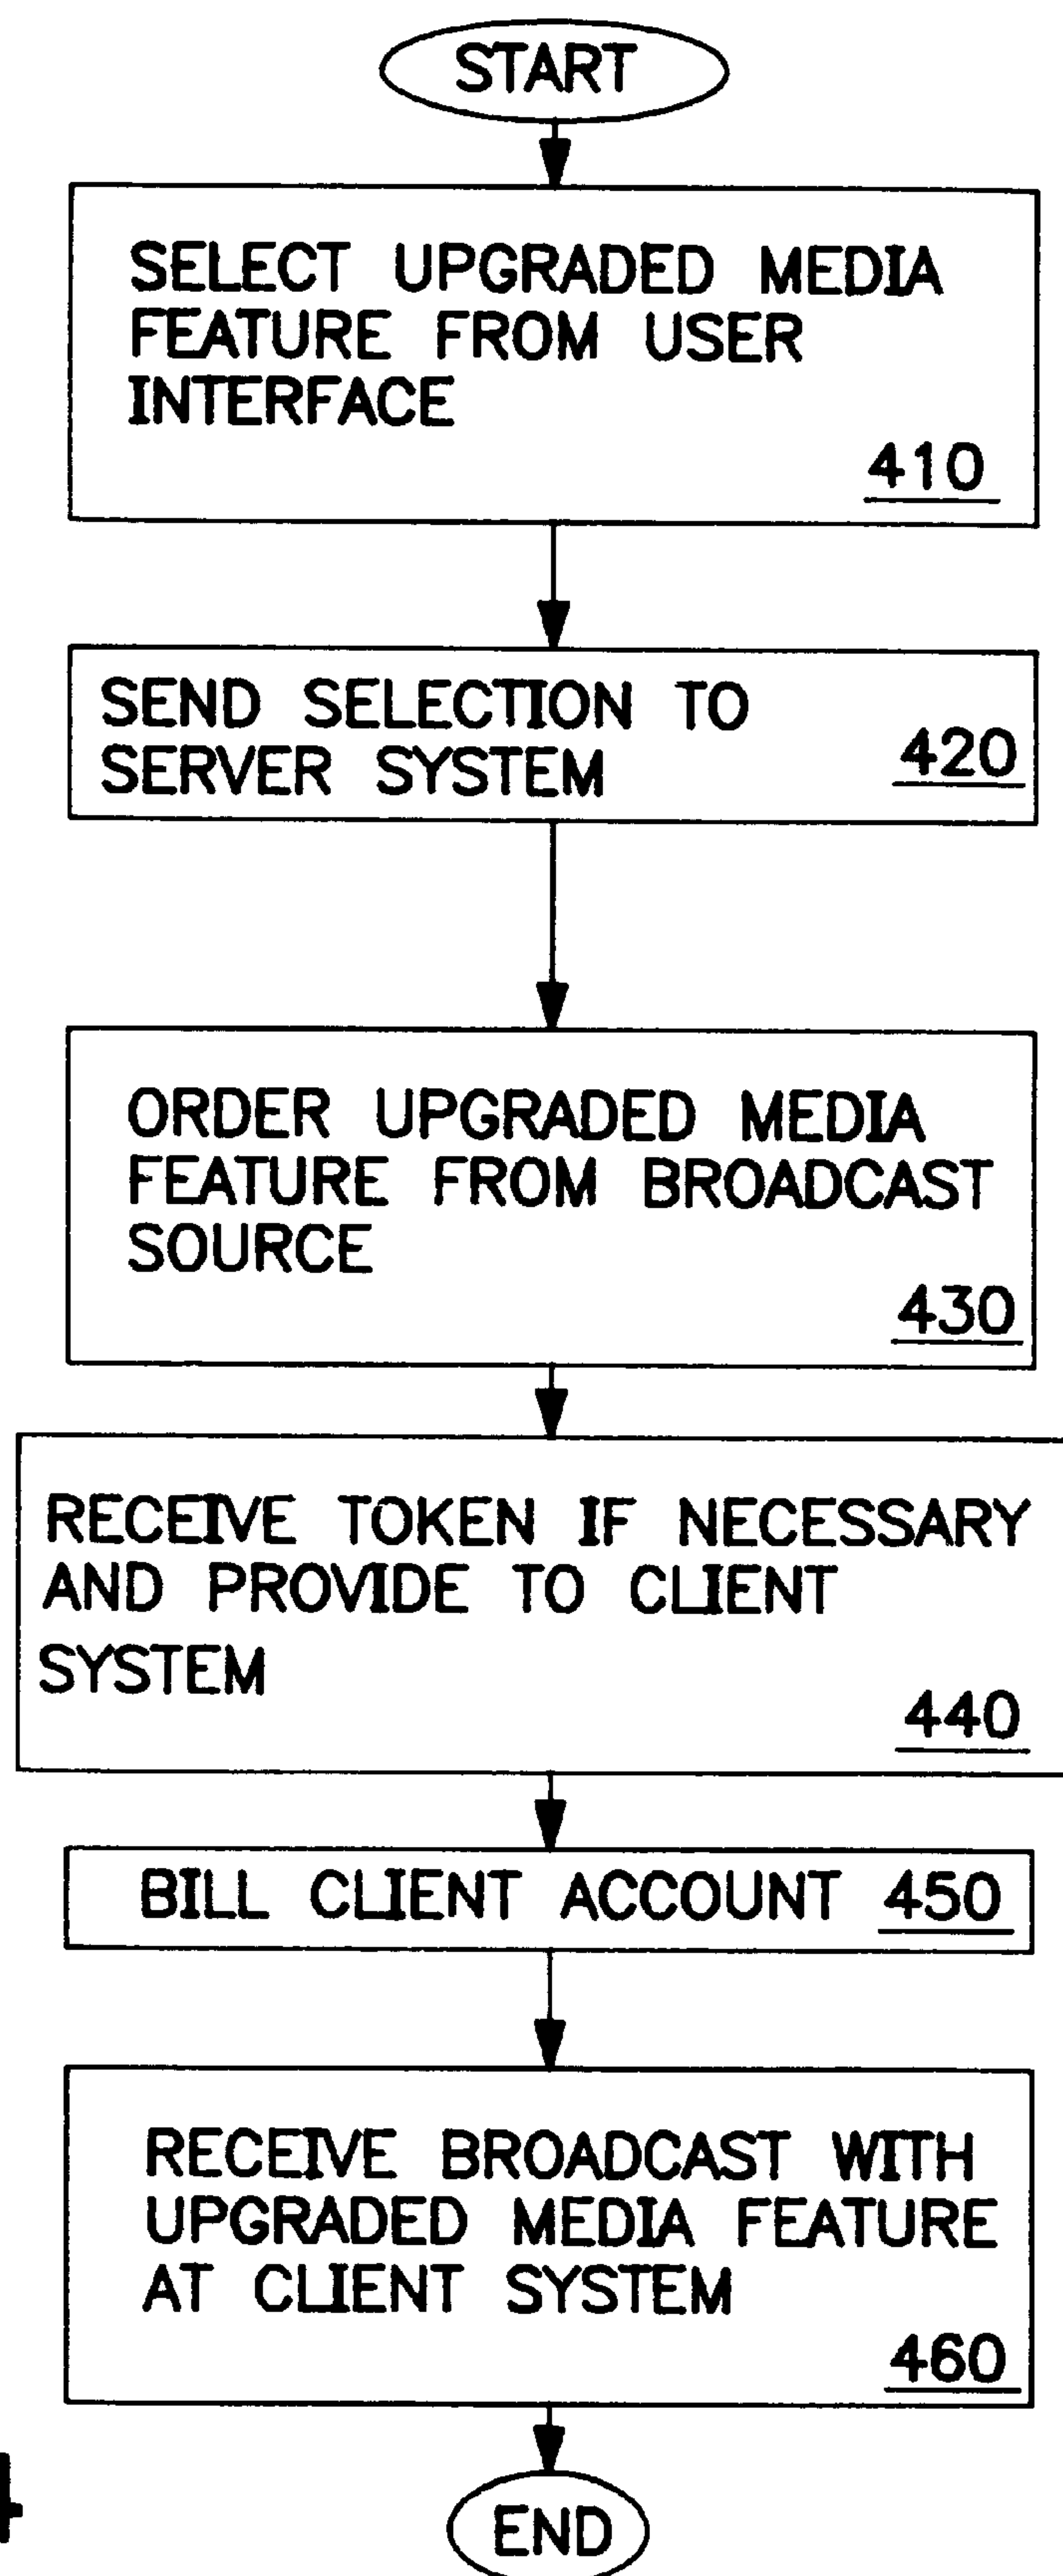 START
SELECT UPGRADED MEDIA
FEATURE FROM USER
INTERFACE
410
SEND SELECTION TO
SERVER SYSTEM
420
ORDER UPGRADED MEDIA
FEATURE FROM BROADCAST
SOURCE
430
RECEIVE TOKEN IF NECESSARY
AND PROVIDE TO CLIENT
SYSTEM
440
BILL CLIENT ACCOUNT 450
RECEIVE BROADCAST WITH
UPGRADED MEDIA FEATURE
AT CLIENT SYSTEM
460
END